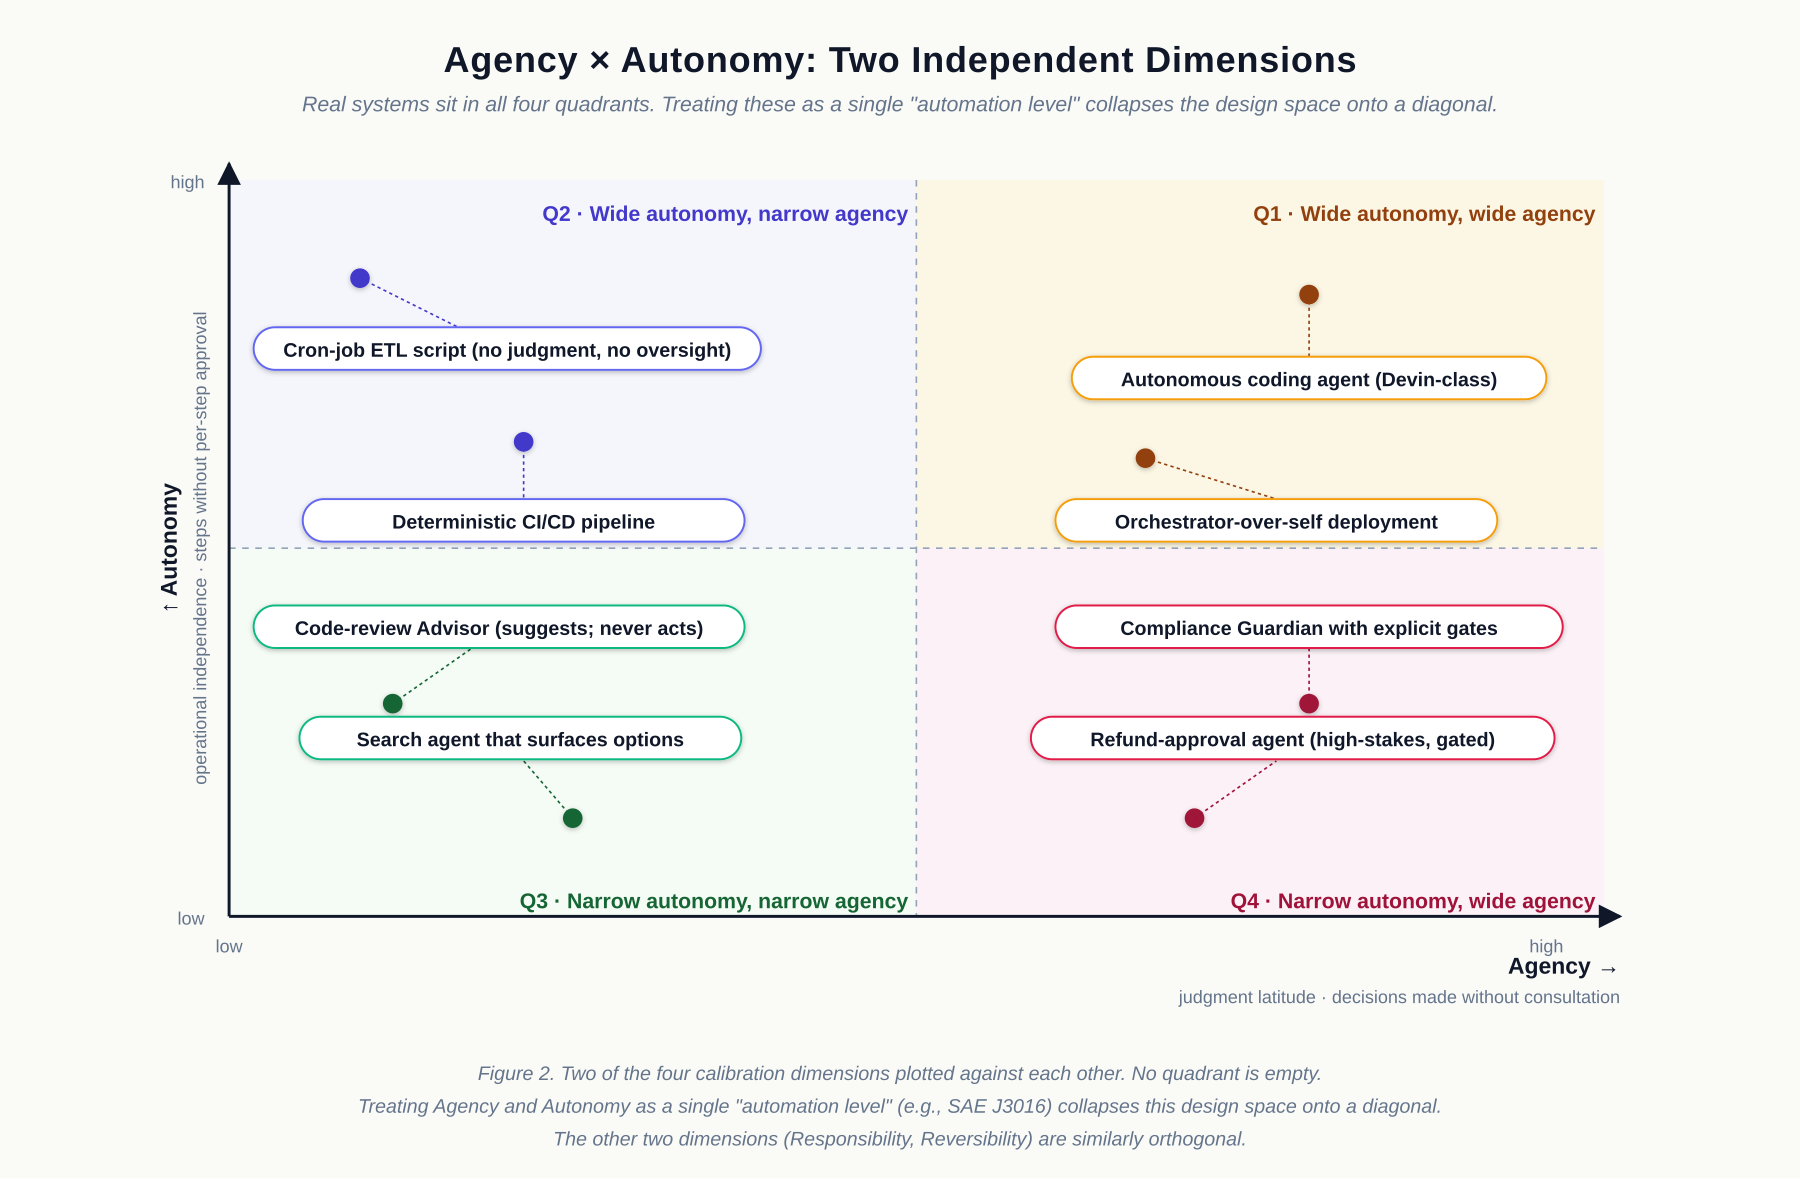 Agency × Autonomy: Two Independent Dimensions
Real systems sit in all four quadrants. Treating these as a single "automation level" collapses the design space onto a diagonal.
high
Q2 · Wide autonomy, narrow agency
Q1 · Wide autonomy, wide agency
Cron-job ETL script (no judgment, no oversight)
Autonomous coding agent (Devin-class)
Deterministic CI/CD pipeline
Orchestrator-over-self deployment
↑ Autonomy
operational independence · steps without per-step approval
Code-review Advisor (suggests; never acts)
Compliance Guardian with explicit gates
Search agent that surfaces options
Refund-approval agent (high-stakes, gated)
Q3 · Narrow autonomy, narrow agency
Q4 · Narrow autonomy, wide agency
low
low
high
Agency →
judgment latitude · decisions made without consultation
Figure 2. Two of the four calibration dimensions plotted against each other. No quadrant is empty.
Treating Agency and Autonomy as a single "automation level" (e.g., SAE J3016) collapses this design space onto a diagonal.
The other two dimensions (Responsibility, Reversibility) are similarly orthogonal.